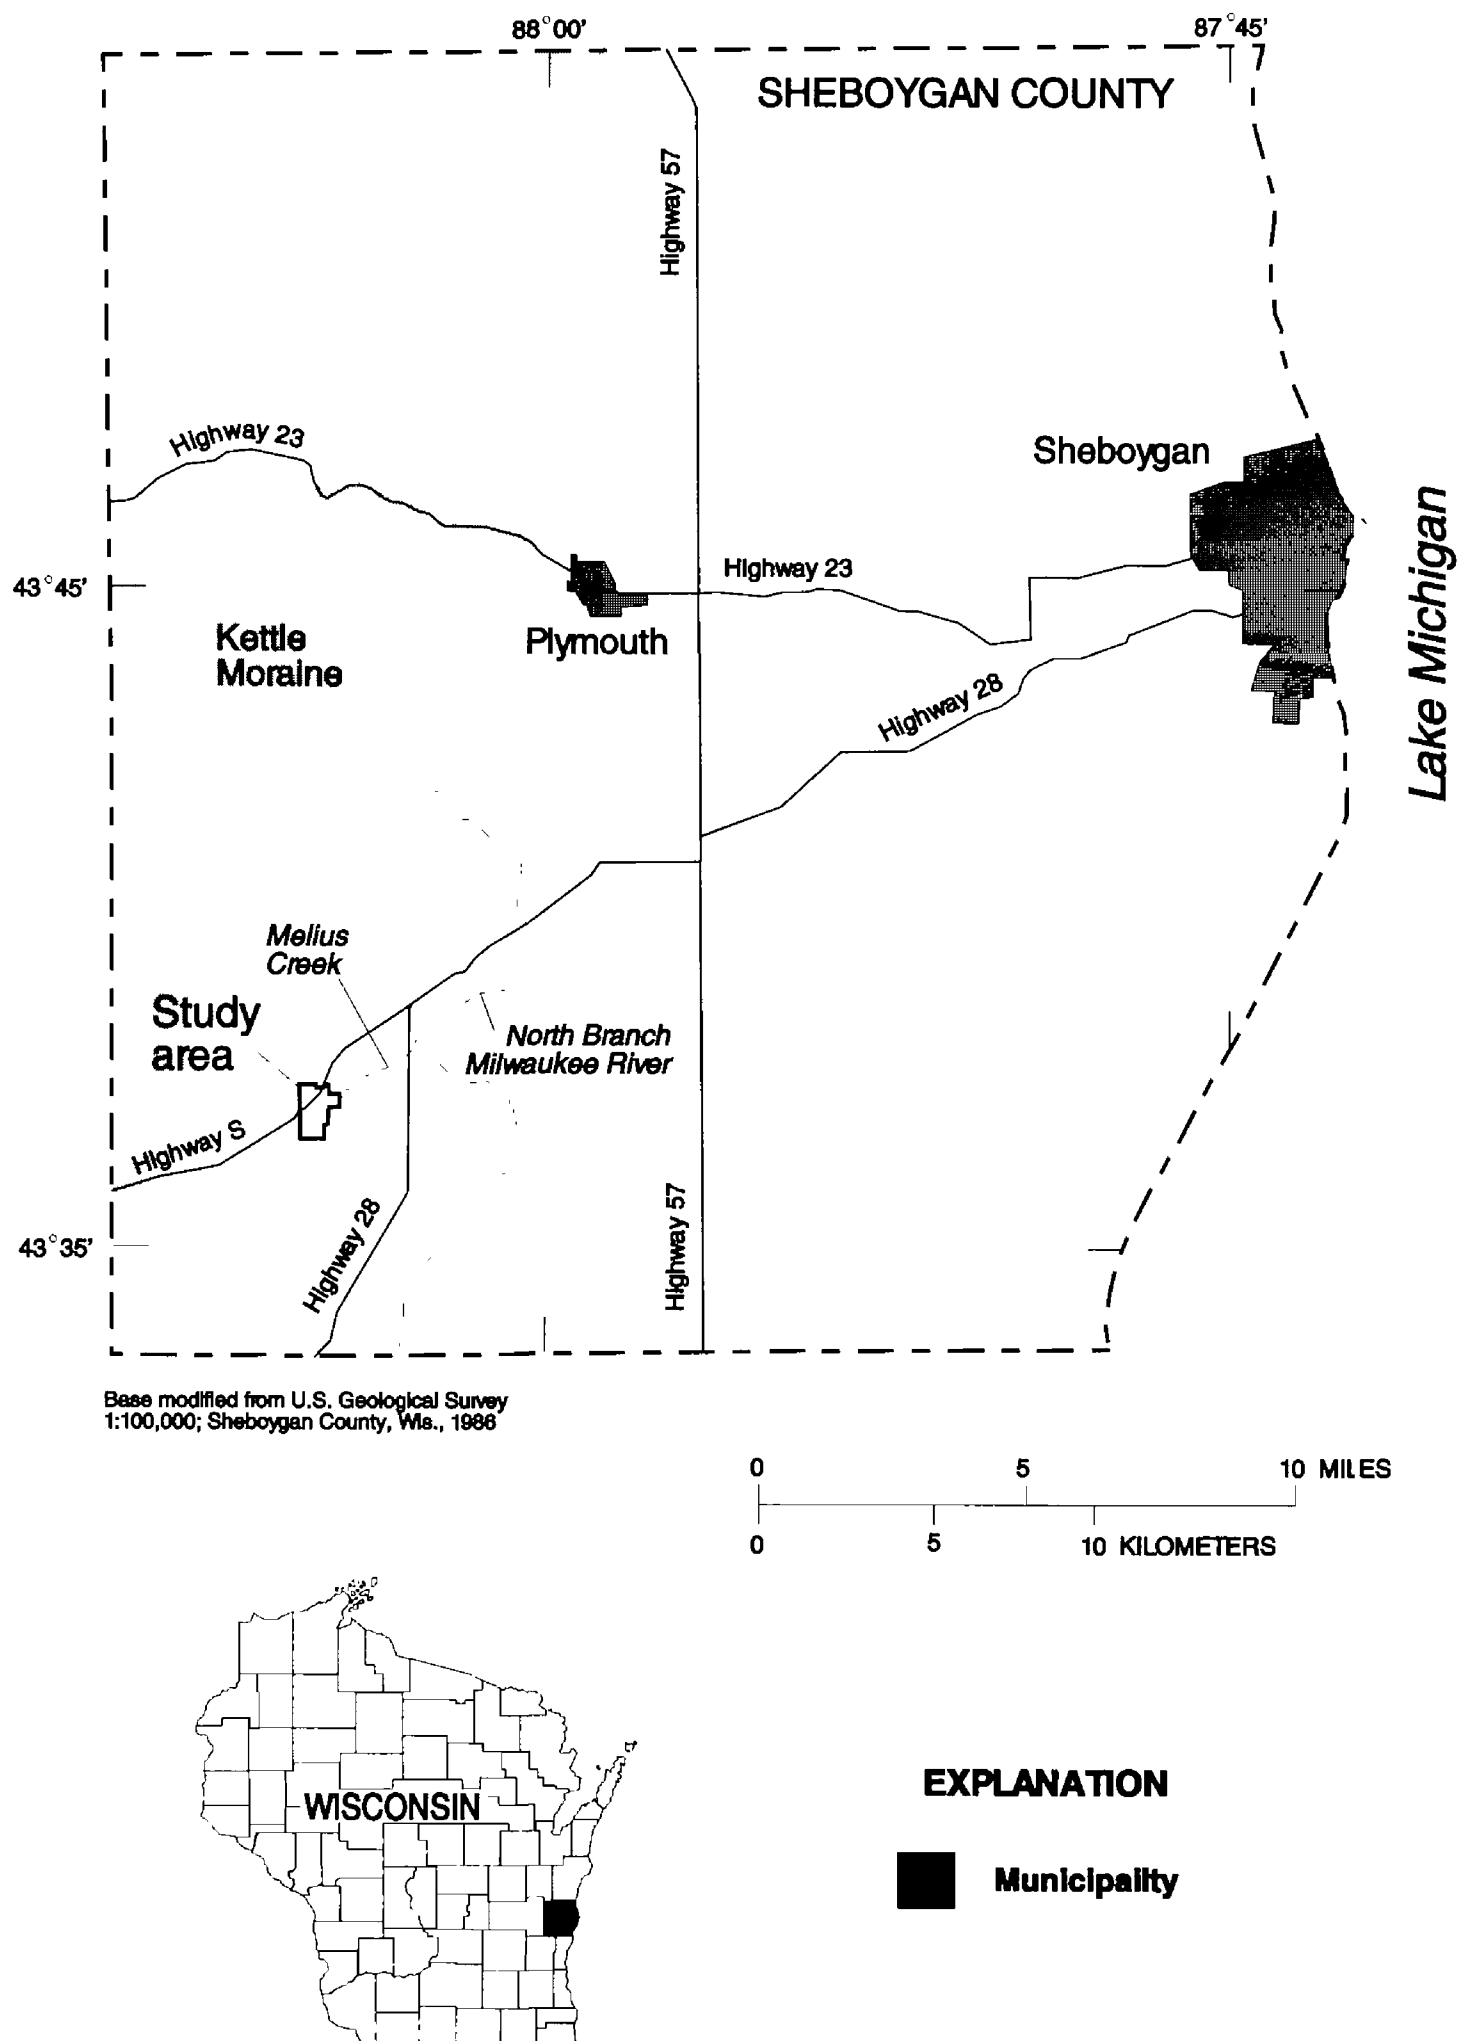 88°00'
87°45'
SHEBOYGAN COUNTY
Highway 57
Highway 23
Sheboygan
Lake Michigan
43°45'
Highway 23
Kettle
Moraine
Plymouth
Highway 28
Melius
Creek
Study
area
North Branch
Milwaukee River
Highway S
Highway 28
Highway 57
43°35'
Base modified from U.S. Geological Survey
1:100,000; Sheboygan County, Wis., 1986
0 5 10 MILES
0 5 10 KILOMETERS
WISCONSIN
EXPLANATION
Municipality